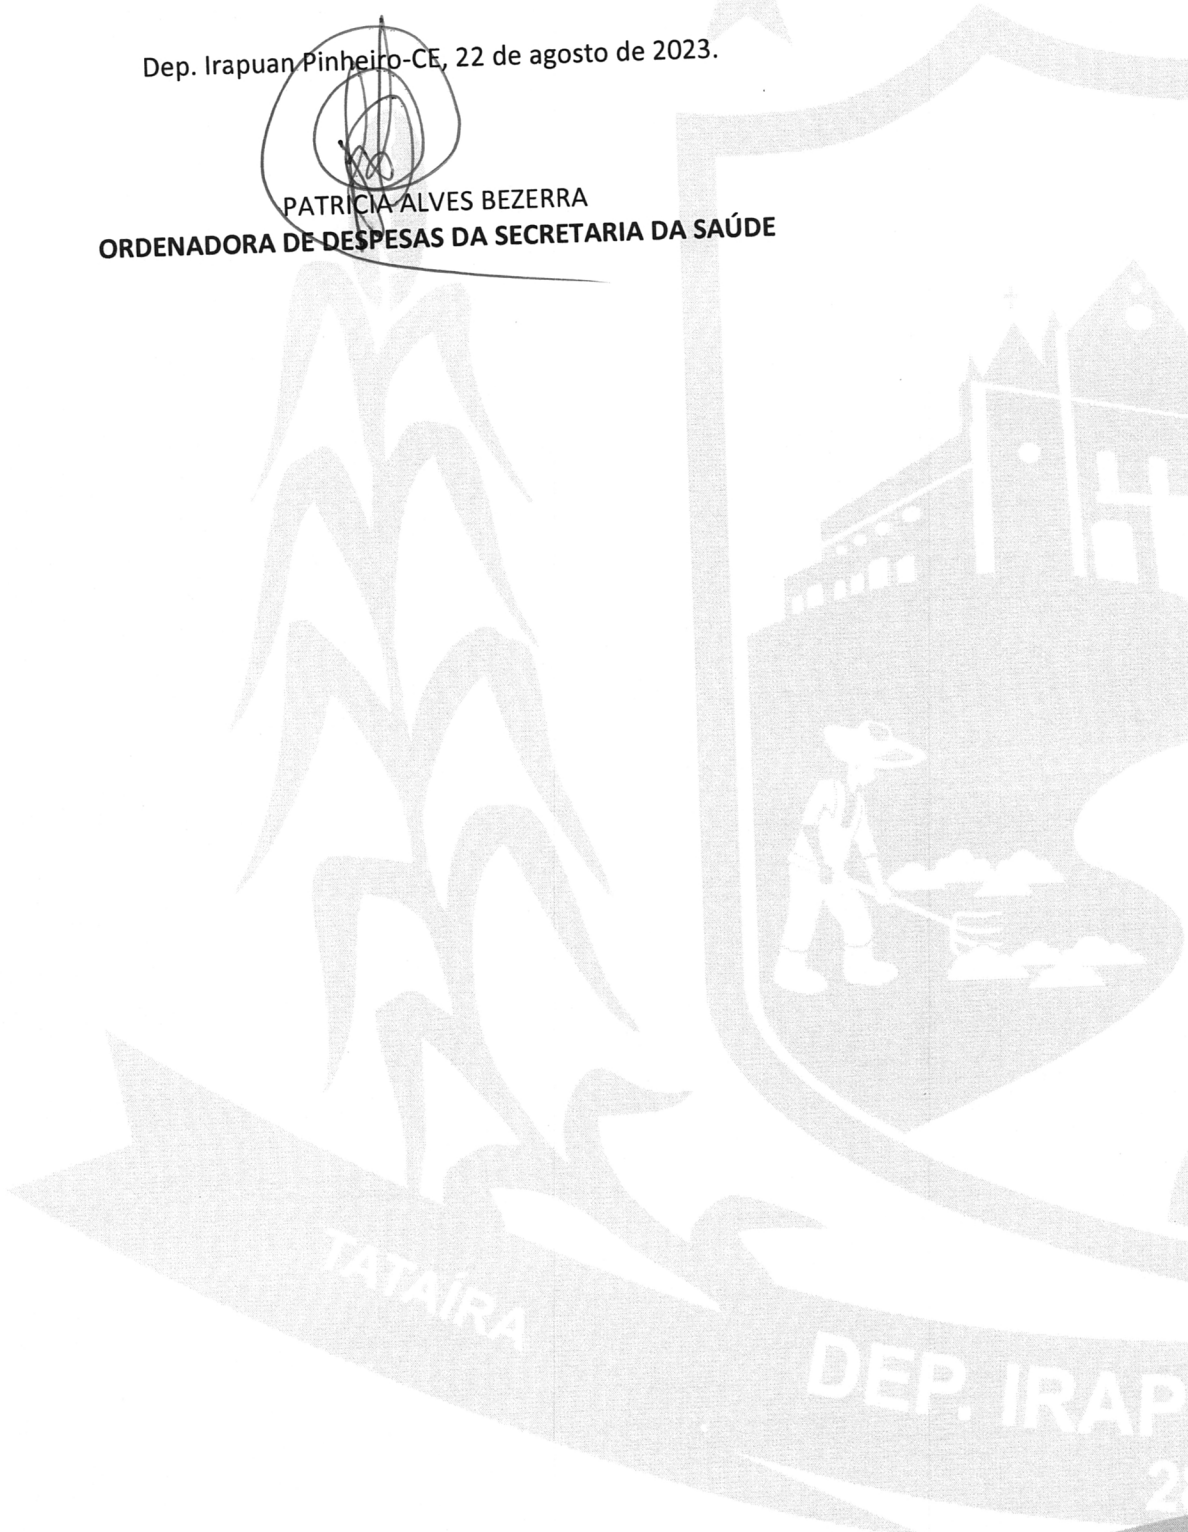 Dep. Irapuan Pinheiro-CE, 22 de agosto de 2023.
PATRICIA ALVES BEZERRA
ORDENADORA DE DESPESAS DA SECRETARIA DA SAÚDE
TATAÍRA
DEP. IRAP
28